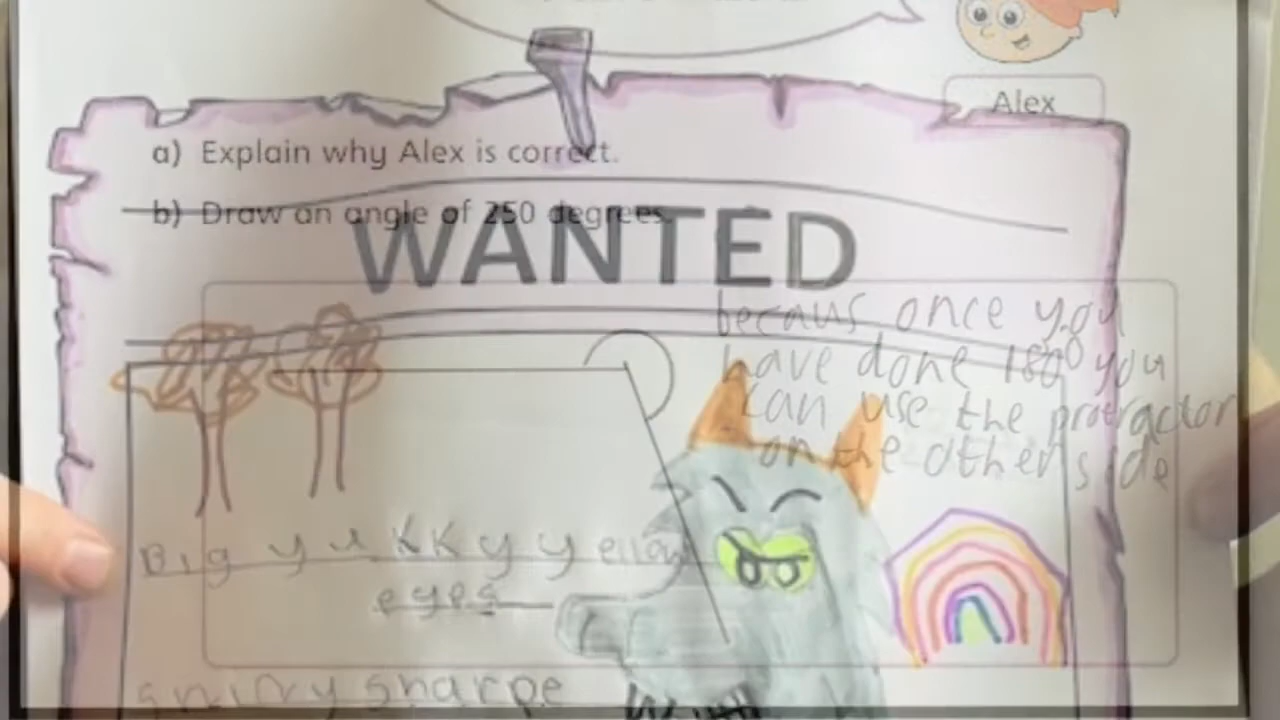 Alex
a) Explain why Alex is correct.
b) Draw an angle of 250 degrees.
WANTED
becaus once you
have done 180° you
can use the protractor
on the other side
Big yukky yellow
eyes
sharpe